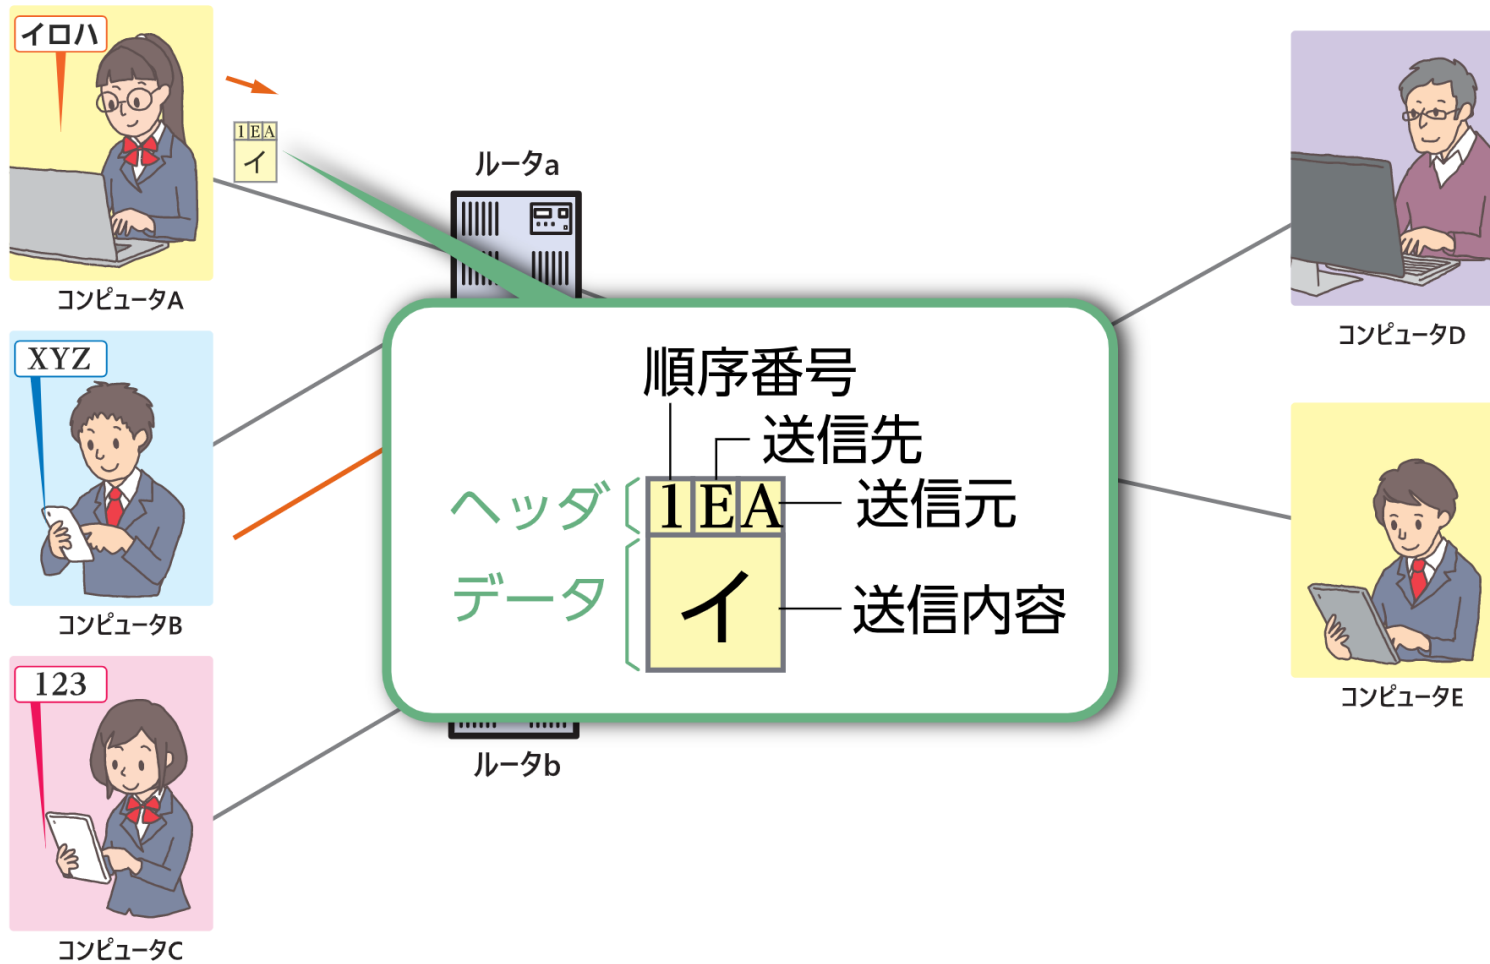 イロハ
1EA
イ
コンピュータA
XYZ
コンピュータB
123
コンピュータC
ルータa
順序番号
送信先
ヘッダ
1EA
送信元
データ
イ
送信内容
ルータb
コンピュータD
コンピュータE